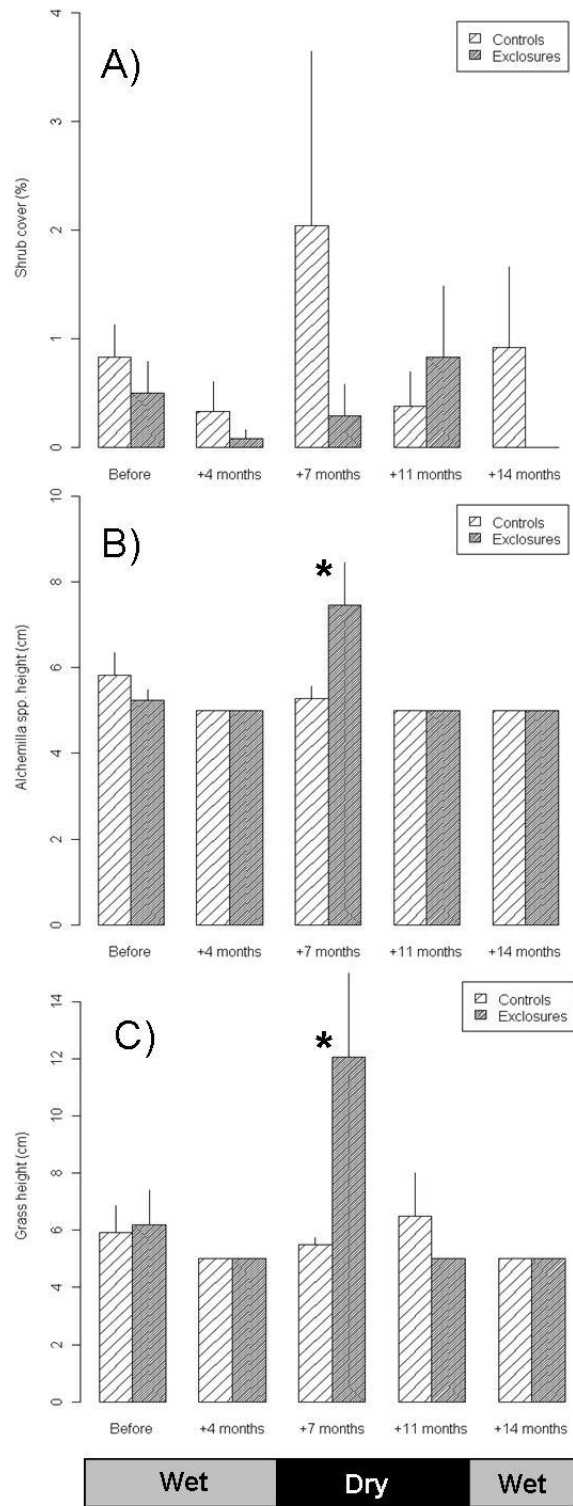 A)
Controls
Exclosures
Shrub cover (%)
4
3
2
1
0
Before +4 months +7 months +11 months +14 months
B)
Controls
Exclosures
*
Alchemilla spp. height (cm)
10
8
6
4
2
0
Before +4 months +7 months +11 months +14 months
C)
Controls
Exclosures
*
Grass height (cm)
14
12
10
8
6
4
2
0
Before +4 months +7 months +11 months +14 months
Wet Dry Wet